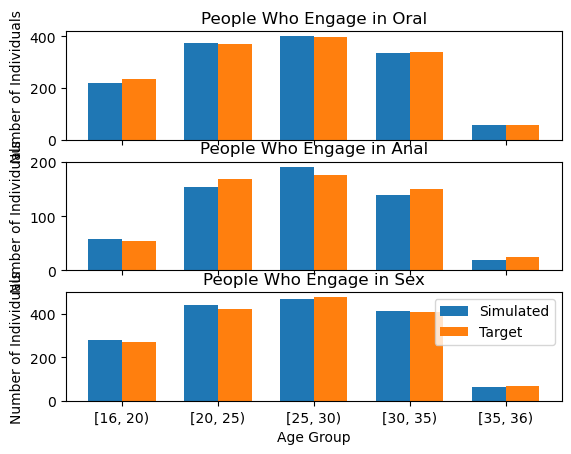 People Who Engage in Oral
Number of Individuals
400
200
0
People Who Engage in Anal
Number of Individuals
200
100
0
People Who Engage in Sex
Number of Individuals
400
200
0
Simulated
Target
[16, 20)
[20, 25)
[25, 30)
[30, 35)
[35, 36)
Age Group